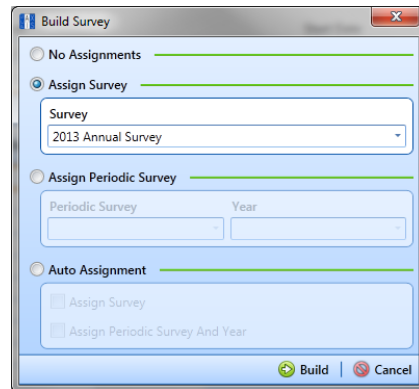 Build Survey
No Assignments
Assign Survey
Survey
2013 Annual Survey
Assign Periodic Survey
Periodic Survey Year
Auto Assignment
Assign Survey
Assign Periodic Survey And Year
Build Cancel